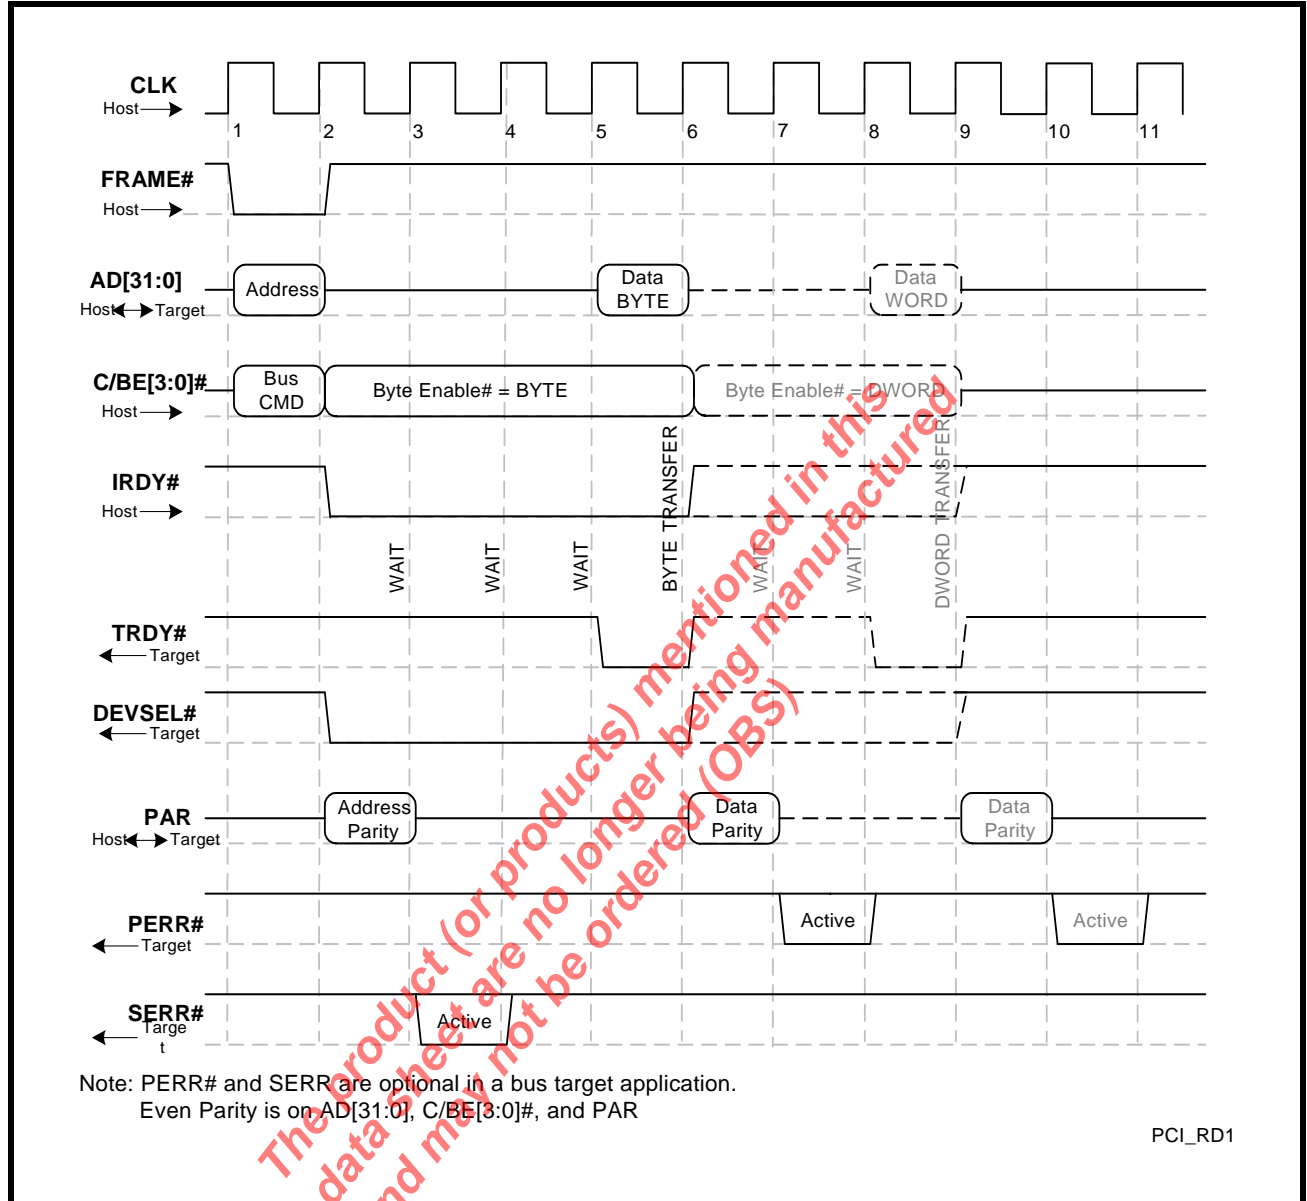 CLK
Host
1 2 3 4 5 6 7 8 9 10 11
FRAME#
Host
AD[31:0]
Host Target
Address
Data
BYTE
Data
WORD
C/BE[3:0]#
Host
Bus
CMD
Byte Enable# = BYTE
Byte Enable# = DWORD
IRDY#
Host
WAIT
WAIT
WAIT
BYTE TRANSFER
WAIT
WAIT
DWORD TRANSFER
TRDY#
Target
DEVSEL#
Target
PAR
Host Target
Address
Parity
Data
Parity
Data
Parity
PERR#
Target
Active
Active
SERR#
Targe
t
Active
Note: PERR# and SERR are optional in a bus target application.
Even Parity is on AD[31:0], C/BE[3:0]#, and PAR
PCI_RD1
The product (or products) mentioned in this
data sheet are no longer being manufactured
and may not be ordered (OBS)